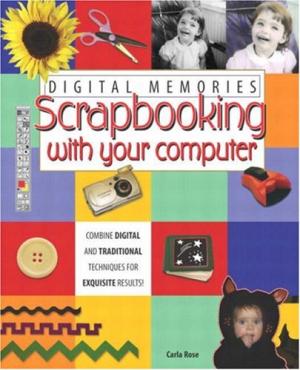 DIGITAL MEMORIES
Scrapbooking
with your computer
COMBINE DIGITAL
AND TRADITIONAL
TECHNIQUES FOR
EXQUISITE RESULTS!
Carla Rose